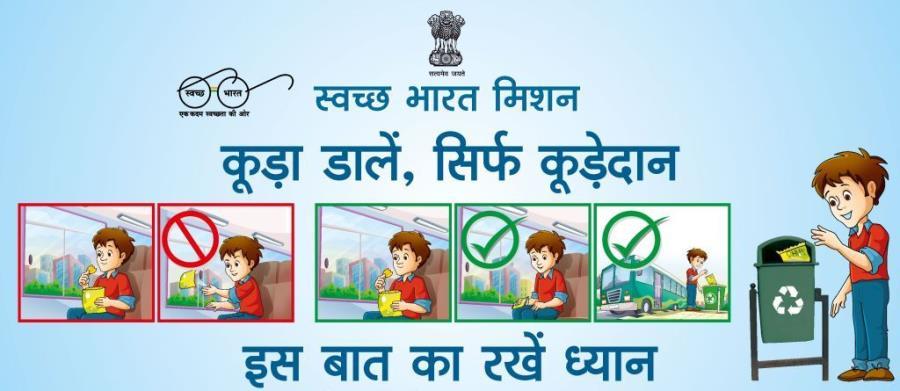 सत्यमेव जयते
स्वच्छ भारत
एक कदम स्वच्छता की ओर
स्वच्छ भारत मिशन
कूड़ा डालें, सिर्फ कूड़ेदान
इस बात का रखें ध्यान